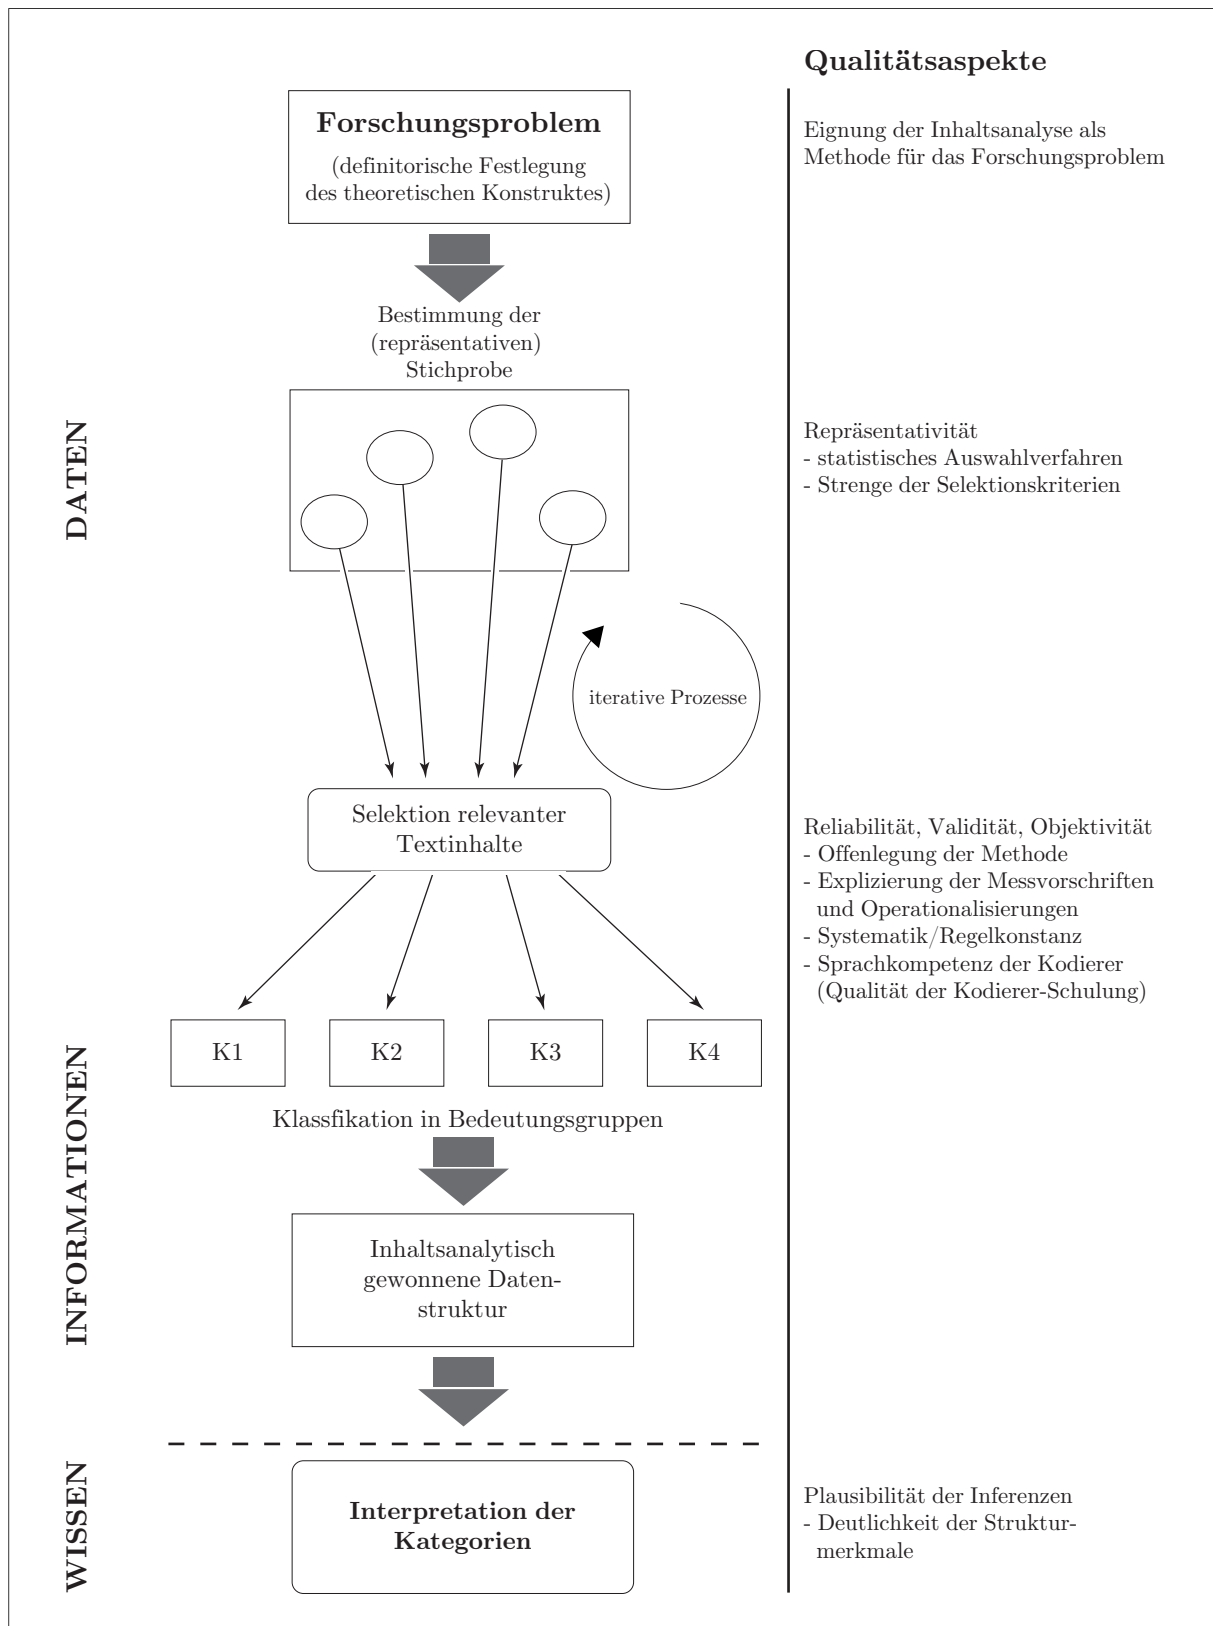 Qualitätsaspekte
Forschungsproblem
(definitorische Festlegung
des theoretischen Konstruktes)
Eignung der Inhaltsanalyse als
Methode für das Forschungsproblem
Bestimmung der
(repräsentativen)
Stichprobe
DATEN
Repräsentativität
- statistisches Auswahlverfahren
- Strenge der Selektionskriterien
iterative Prozesse
Selektion relevanter
Textinhalte
Reliabilität, Validität, Objektivität
- Offenlegung der Methode
- Explizierung der Messvorschriften
und Operationalisierungen
- Systematik/Regelkonstanz
- Sprachkompetenz der Kodierer
(Qualität der Kodierer-Schulung)
K1 K2 K3 K4
Klassfikation in Bedeutungsgruppen
INFORMATIONEN
Inhaltsanalytisch
gewonnene Daten-
struktur
WISSEN
Interpretation der
Kategorien
Plausibilität der Inferenzen
- Deutlichkeit der Struktur-
merkmale